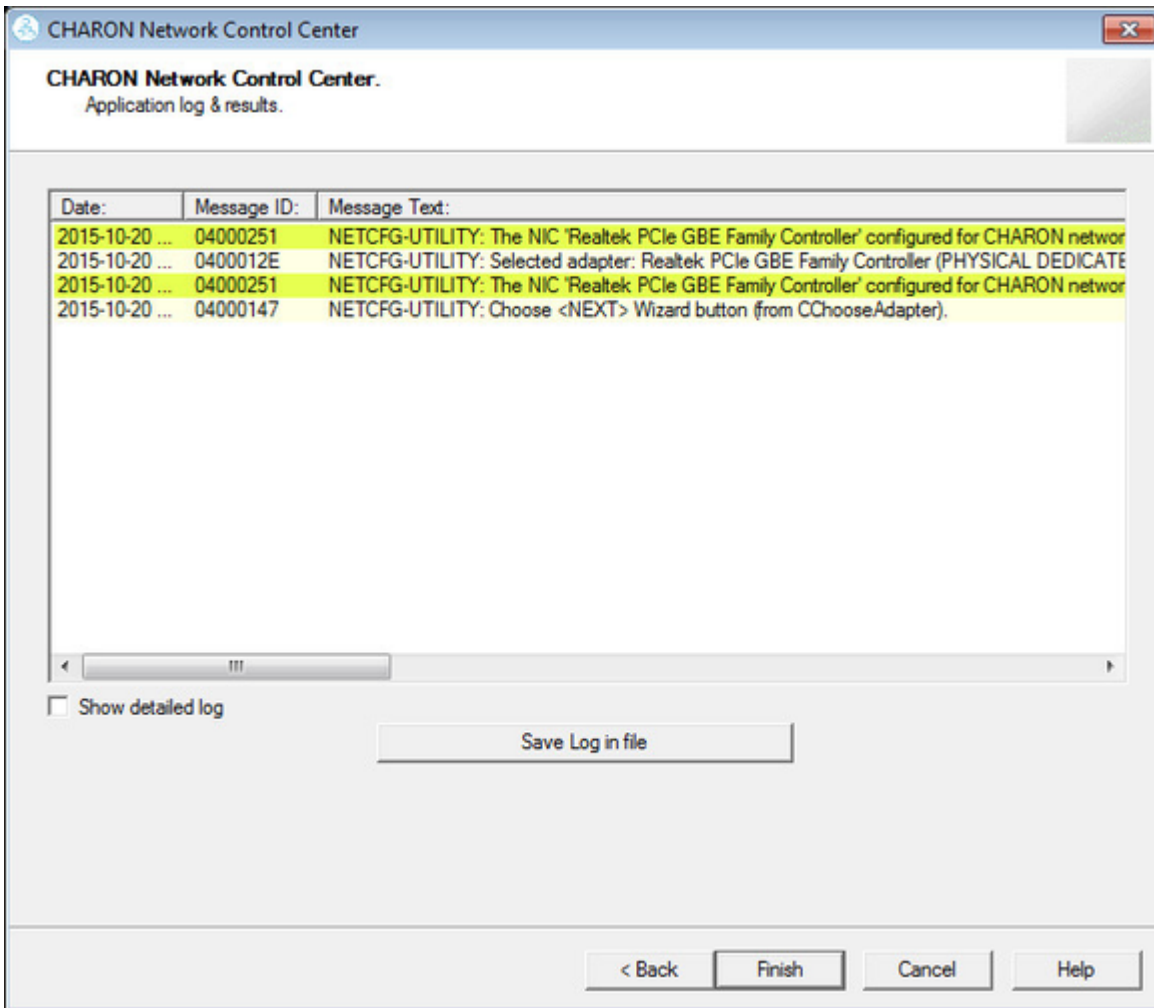 CHARON Network Control Center
CHARON Network Control Center.
Application log & results.
Date: Message ID: Message Text:
2015-10-20 ... 04000251 NETCFG-UTILITY: The NIC 'Realtek PCIe GBE Family Controller' configured for CHARON networ
2015-10-20 ... 0400012E NETCFG-UTILITY: Selected adapter: Realtek PCIe GBE Family Controller (PHYSICAL DEDICATE
2015-10-20 ... 04000251 NETCFG-UTILITY: The NIC 'Realtek PCIe GBE Family Controller' configured for CHARON networ
2015-10-20 ... 04000147 NETCFG-UTILITY: Choose <NEXT> Wizard button (from CChooseAdapter).
Show detailed log
Save Log in file
< Back Finish Cancel Help